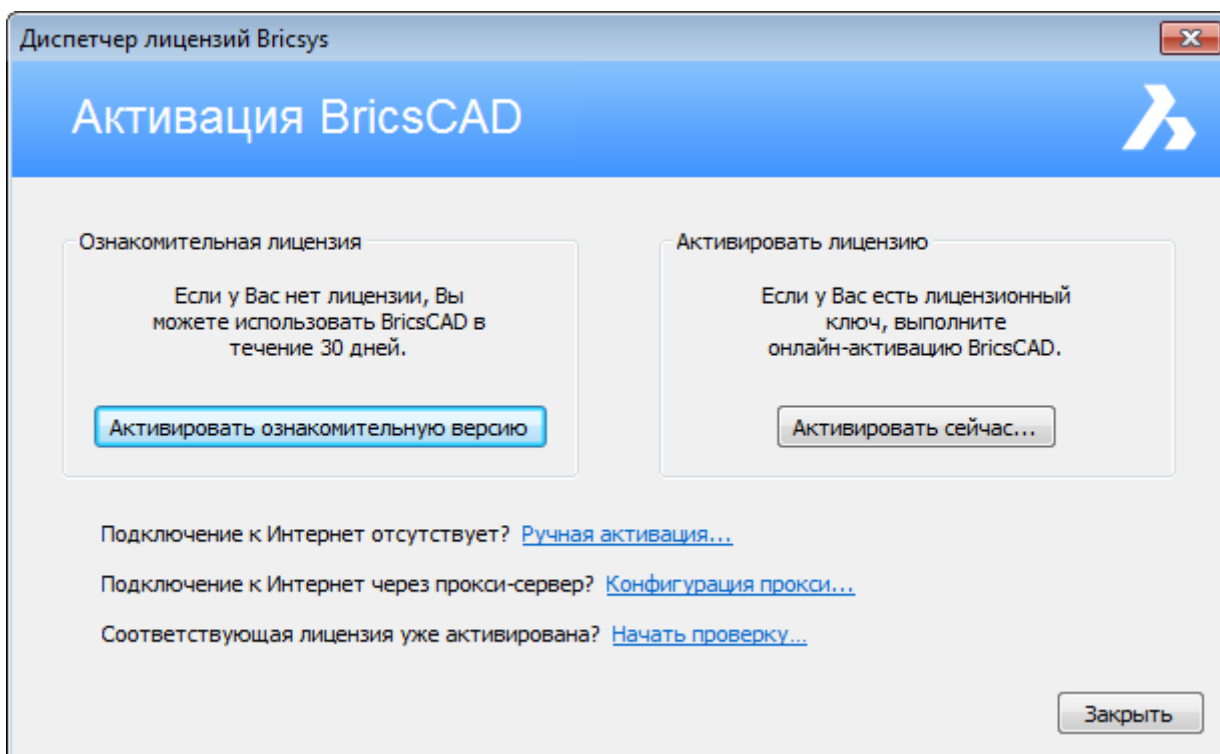 Диспетчер лицензий Bricsys
Активация BricsCAD
Ознакомительная лицензия
Если у Вас нет лицензии, Вы
можете использовать BricsCAD в
течение 30 дней.
Активировать ознакомительную версию
Активировать лицензию
Если у Вас есть лицензионный
ключ, выполните
онлайн-активацию BricsCAD.
Активировать сейчас...
Подключение к Интернет отсутствует? Ручная активация...
Подключение к Интернет через прокси-сервер? Конфигурация прокси...
Соответствующая лицензия уже активирована? Начать проверку...
Закрыть